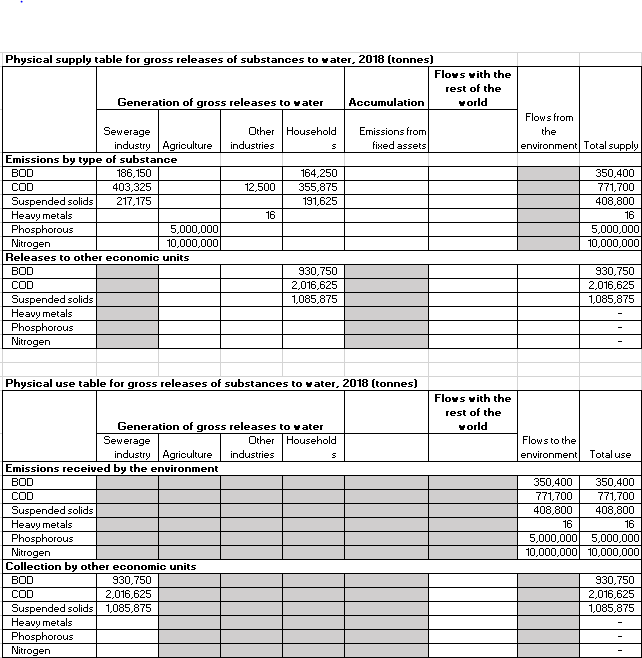 Physical supply table for gross releases of substances to water, 2018 (tonnes)
Generation of gross releases to water Accumulation Flows with the rest of the world
Sewerage industry Agriculture Other industries Households Emissions from fixed assets Flows from the environment Total supply
Emissions by type of substance
BOD 186,150 164,250 350,400
COD 403,325 12,500 355,875 771,700
Suspended solids 217,175 191,625 408,800
Heavy metals 16 16
Phosphorous 5,000,000 5,000,000
Nitrogen 10,000,000 10,000,000
Releases to other economic units
BOD 930,750 930,750
COD 2,016,625 2,016,625
Suspended solids 1,085,875 1,085,875
Heavy metals -
Phosphorous -
Nitrogen -
Physical use table for gross releases of substances to water, 2018 (tonnes)
Generation of gross releases to water Flows with the rest of the world
Sewerage industry Agriculture Other industries Households Flows to the environment Total use
Emissions received by the environment
BOD 350,400 350,400
COD 771,700 771,700
Suspended solids 408,800 408,800
Heavy metals 16 16
Phosphorous 5,000,000 5,000,000
Nitrogen 10,000,000 10,000,000
Collection by other economic units
BOD 930,750 930,750
COD 2,016,625 2,016,625
Suspended solids 1,085,875 1,085,875
Heavy metals -
Phosphorous -
Nitrogen -